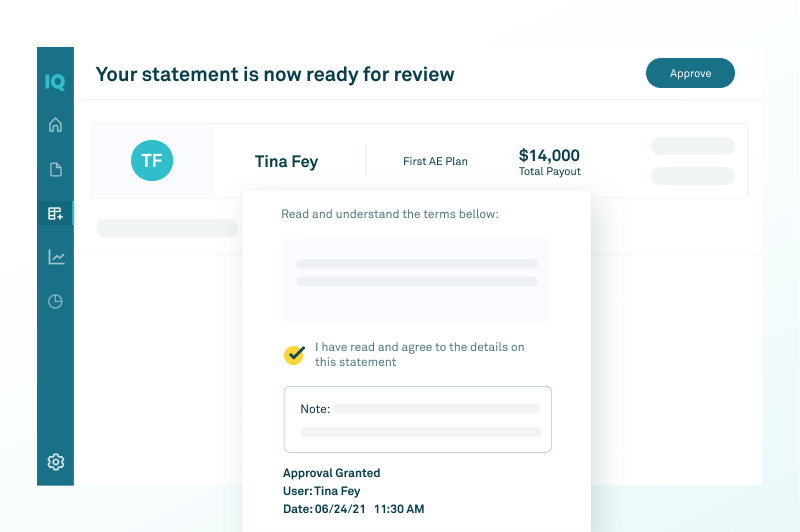 IQ
Your statement is now ready for review
Approve
TF
Tina Fey
First AE Plan
$14,000
Total Payout
Read and understand the terms bellow:
I have read and agree to the details on
this statement
Note:
Approval Granted
User: Tina Fey
Date: 06/24/21 11:30 AM